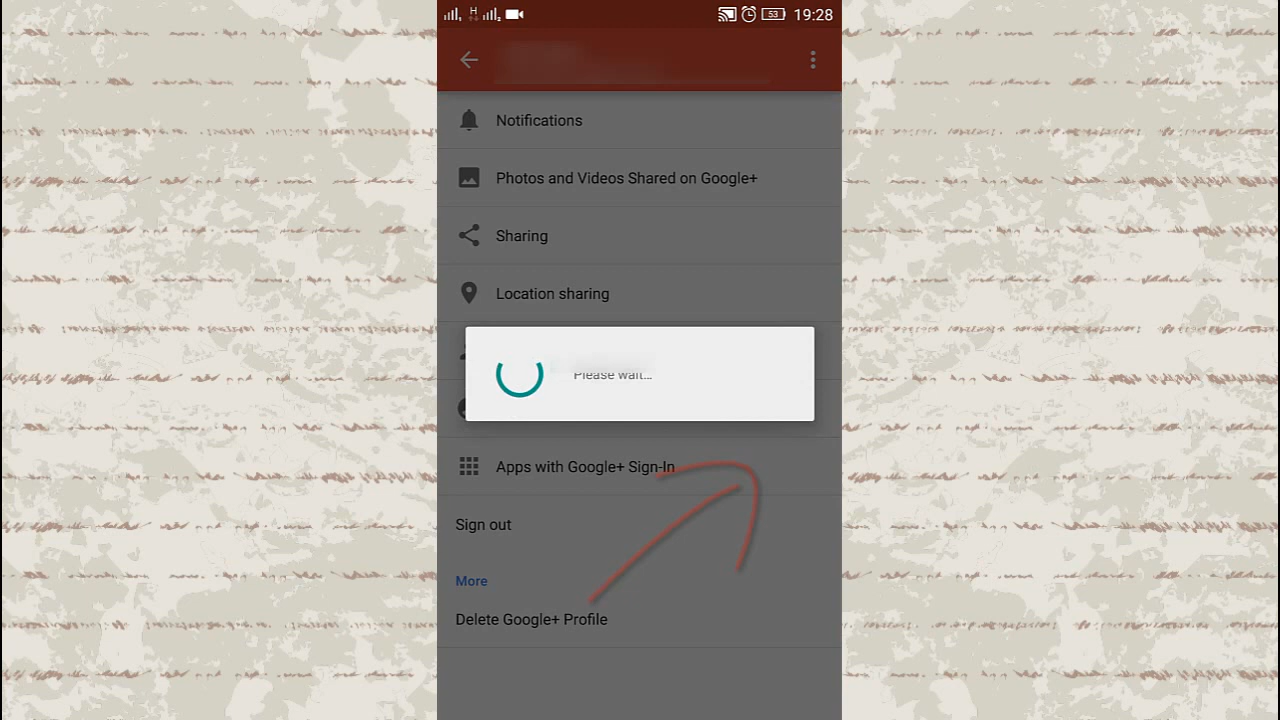 H 53 19:28
Notifications
Photos and Videos Shared on Google+
Sharing
Location sharing
Please wait...
Apps with Google+ Sign-In
Sign out
More
Delete Google+ Profile